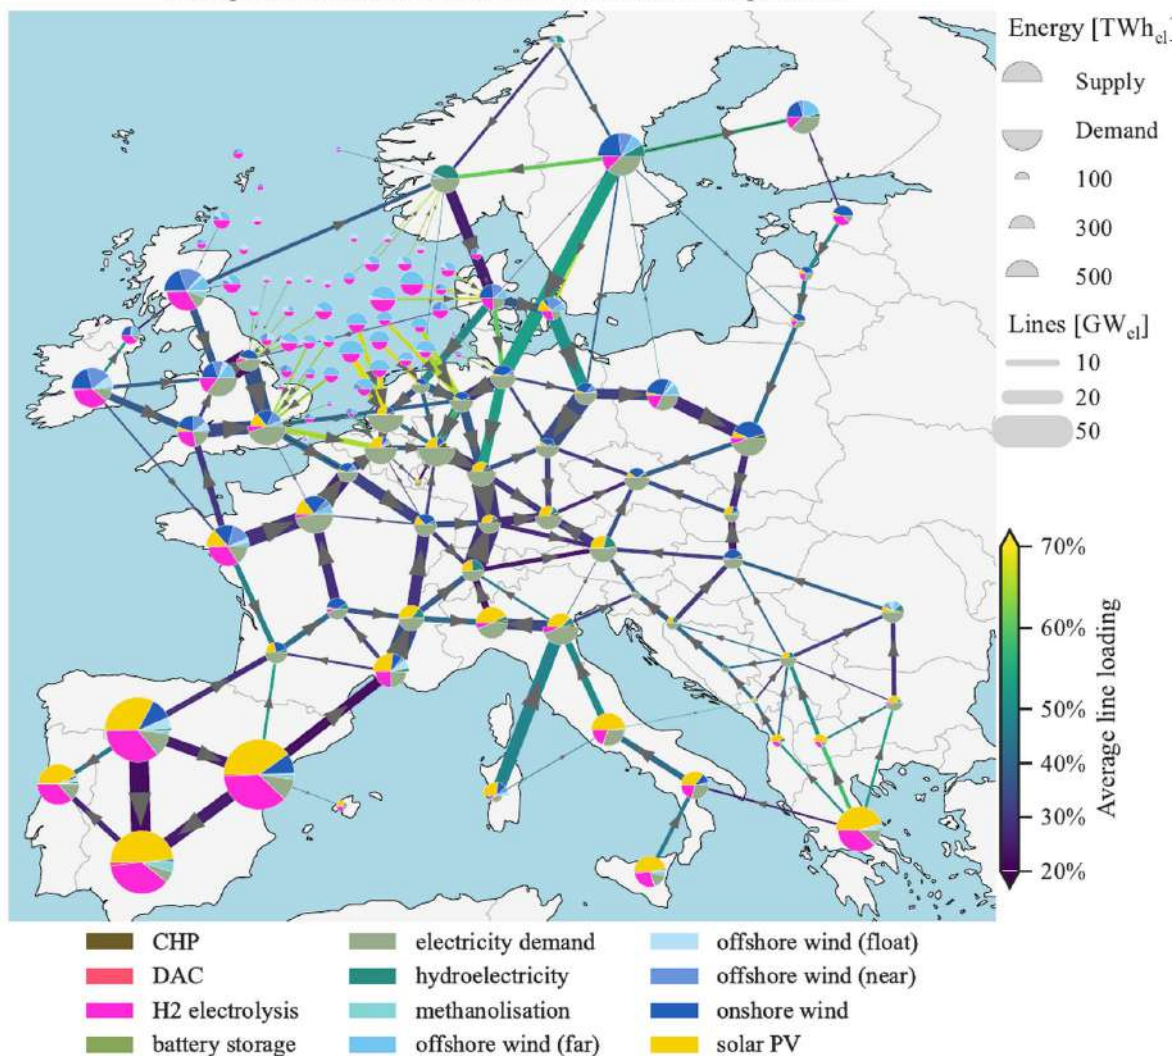 Energy [TWh_el]
Supply
Demand
100
300
500
Lines [GW_el]
10
20
50
70%
60%
50%
40%
30%
20%
Average line loading
CHP
DAC
H2 electrolysis
battery storage
electricity demand
hydroelectricity
methanolisation
offshore wind (far)
offshore wind (float)
offshore wind (near)
onshore wind
solar PV